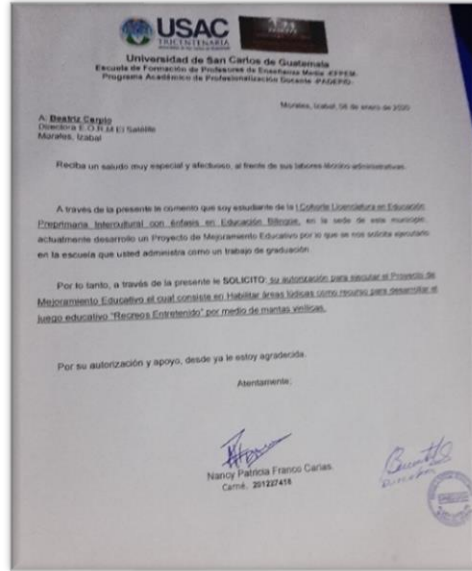 USAC
TRICENTENARIA
Universidad de San Carlos de Guatemala
Escuela de Formación de Profesores de Enseñanza Media -EFPEM-
Programa Académico de Profesionalización Docente -PADEP/D-
Morales, Izabal, 08 de enero de 2020
A: Beatriz Carpio
Directora E.O.R.M El Satélite
Morales, Izabal
Reciba un saludo muy especial y afectuoso, al frente de sus labores técnico administrativas.
A través de la presente le comento que soy estudiante de la I Cohorte Licenciatura en Educación
Preprimaria Intercultural con énfasis en Educación Bilingüe, en la sede de este municipio,
actualmente desarrollo un Proyecto de Mejoramiento Educativo por lo que se nos solicita ejecutarlo
en la escuela que usted administra como un trabajo de graduación.
Por lo tanto, a través de la presente le SOLICITO: su autorización para ejecutar el Proyecto de
Mejoramiento Educativo el cual consiste en Habilitar áreas lúdicas como recurso para desarrollar el
juego educativo "Recreos Entretenido" por medio de mantas vinílicas.
Por su autorización y apoyo, desde ya le estoy agradecida.
Atentamente;
Nancy Patricia Franco Carias.
Carné. 201227416